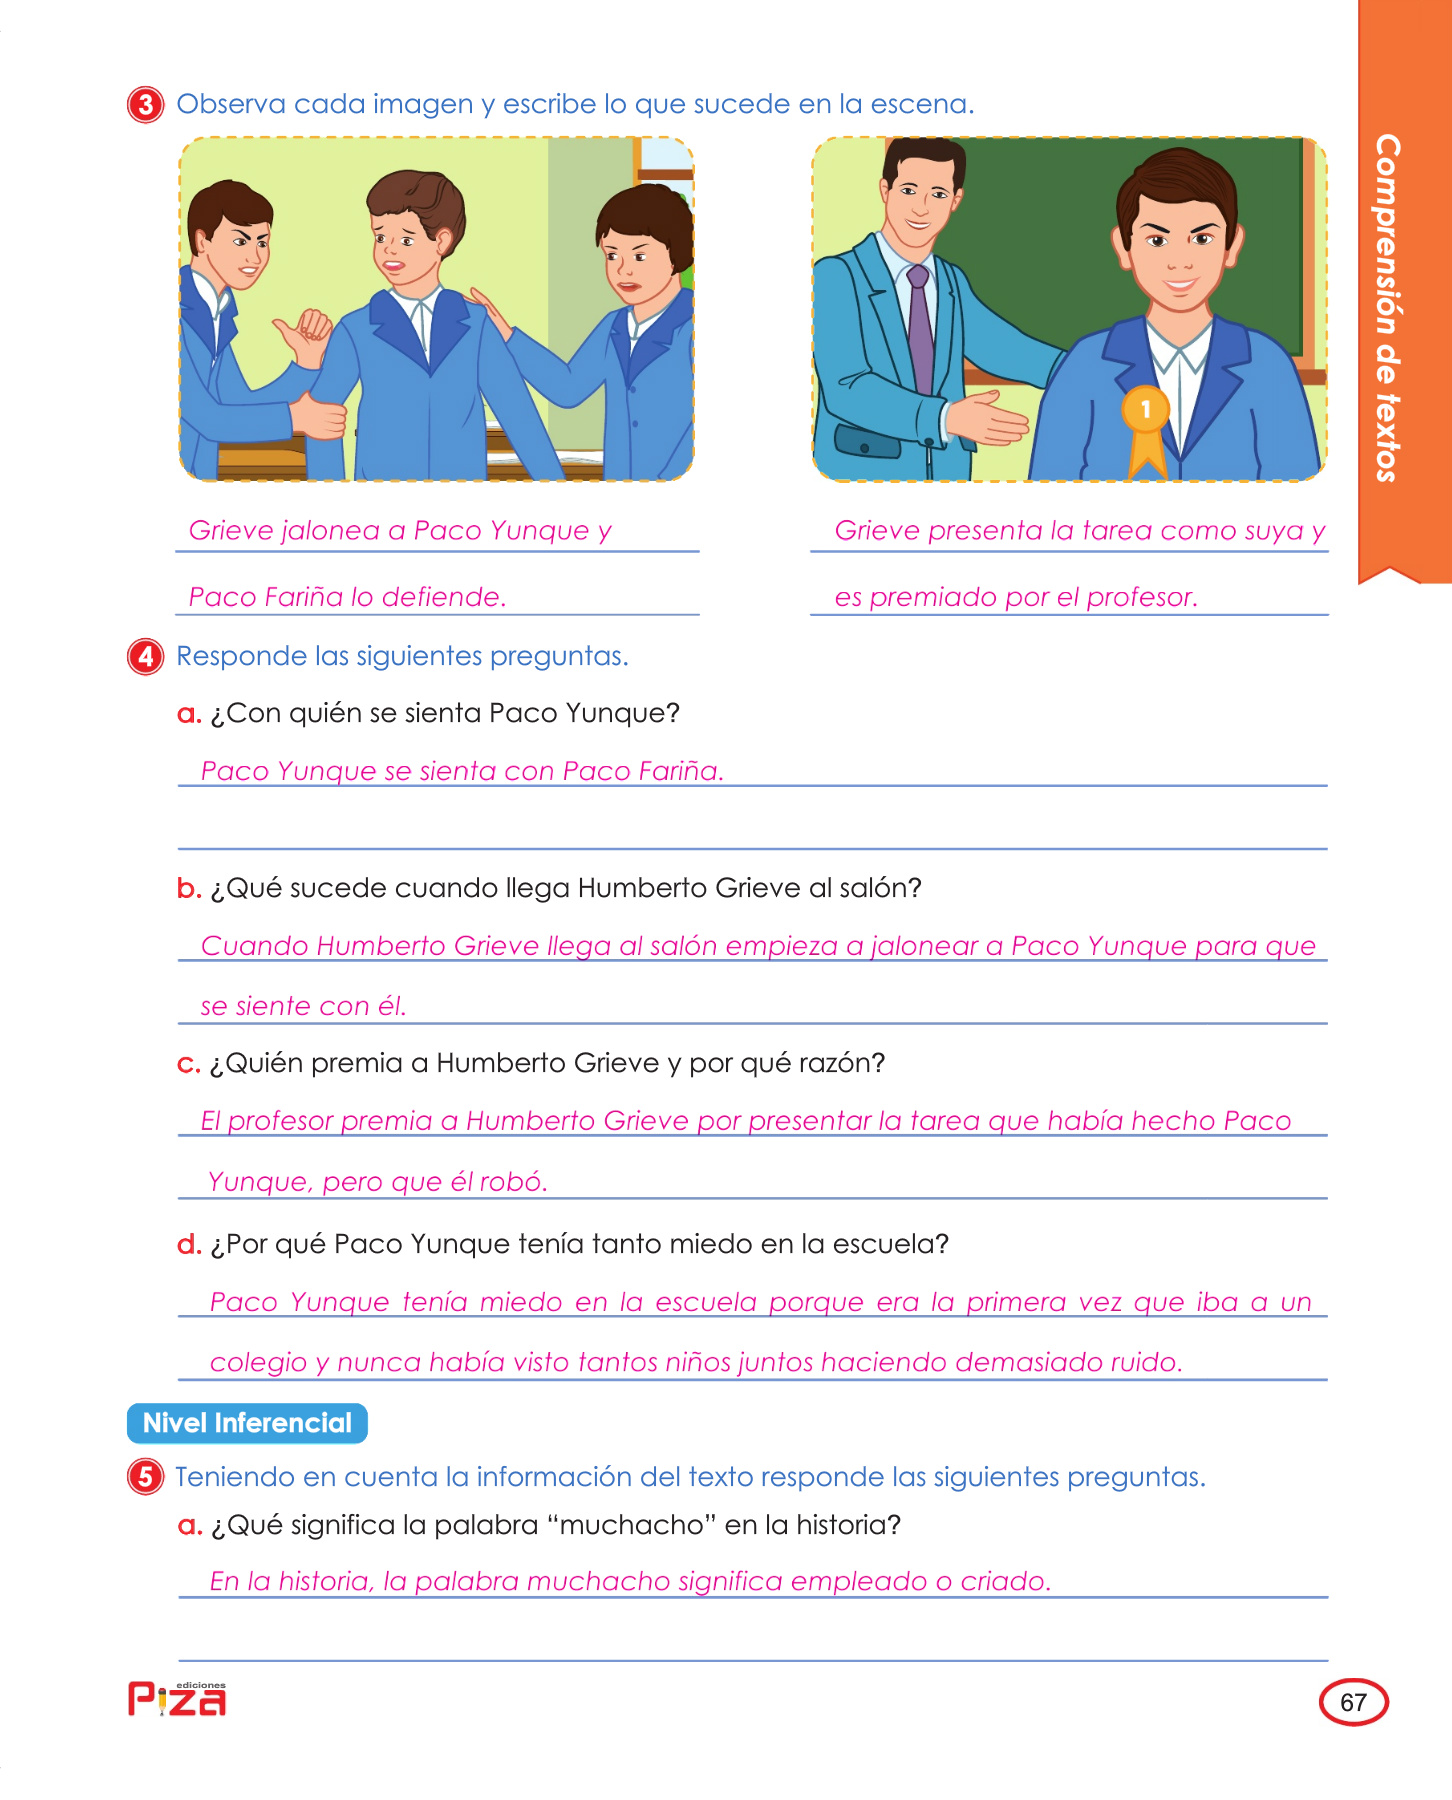 Comprensión de textos
3 Observa cada imagen y escribe lo que sucede en la escena.
1
Grieve jalonea a Paco Yunque y
Paco Fariña lo defiende.
Grieve presenta la tarea como suya y
es premiado por el profesor.
4 Responde las siguientes preguntas.
a. ¿Con quién se sienta Paco Yunque?
Paco Yunque se sienta con Paco Fariña.
b. ¿Qué sucede cuando llega Humberto Grieve al salón?
Cuando Humberto Grieve llega al salón empieza a jalonear a Paco Yunque para que
se siente con él.
c. ¿Quién premia a Humberto Grieve y por qué razón?
El profesor premia a Humberto Grieve por presentar la tarea que había hecho Paco
Yunque, pero que él robó.
d. ¿Por qué Paco Yunque tenía tanto miedo en la escuela?
Paco Yunque tenía miedo en la escuela porque era la primera vez que iba a un
colegio y nunca había visto tantos niños juntos haciendo demasiado ruido.
Nivel Inferencial
5 Teniendo en cuenta la información del texto responde las siguientes preguntas.
a. ¿Qué significa la palabra “muchacho” en la historia?
En la historia, la palabra muchacho significa empleado o criado.
ediciones
Piza
67